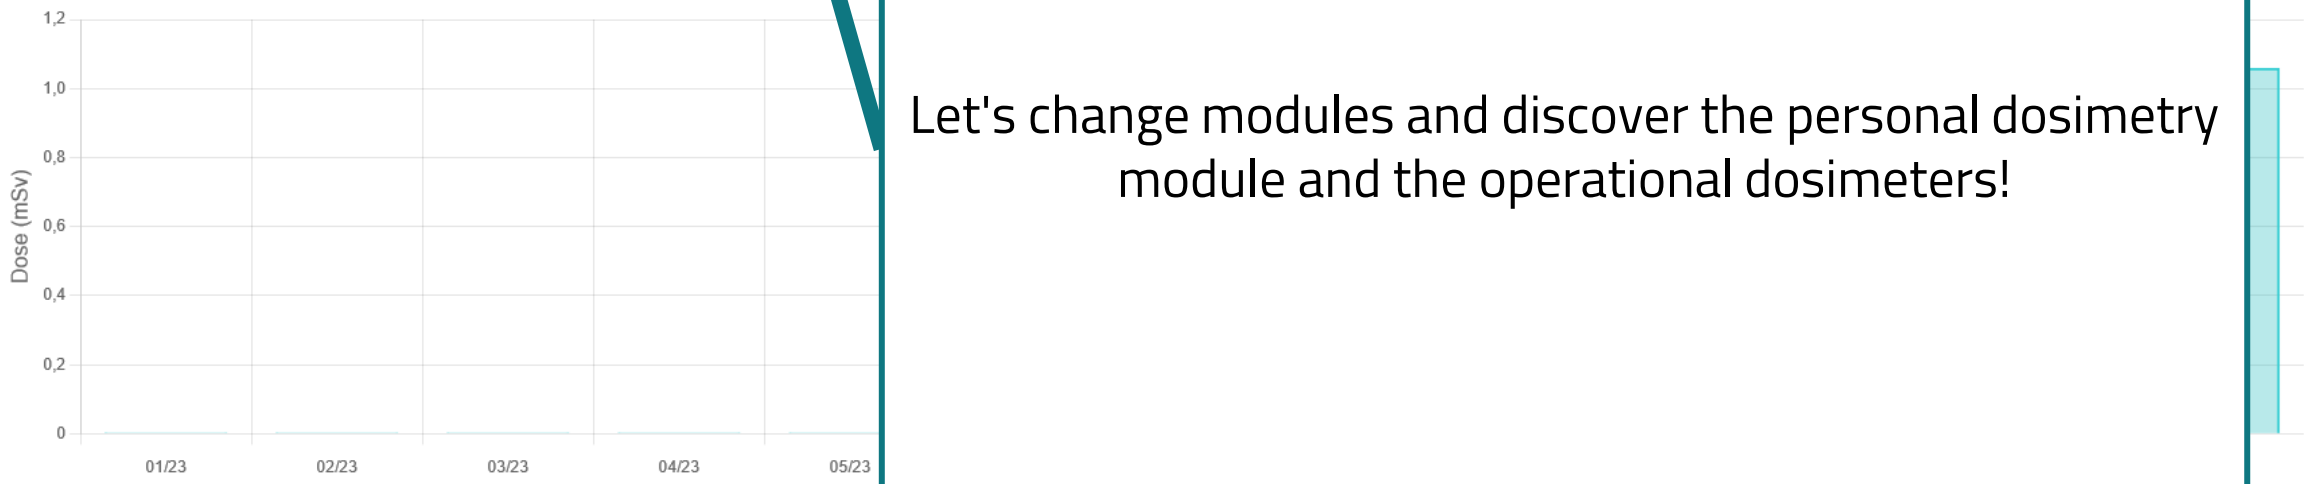 1,2
1,0
0,8
0,6
0,4
0,2
0
Dose (mSv)
01/23 02/23 03/23 04/23 05/23
Let's change modules and discover the personal dosimetry
module and the operational dosimeters!